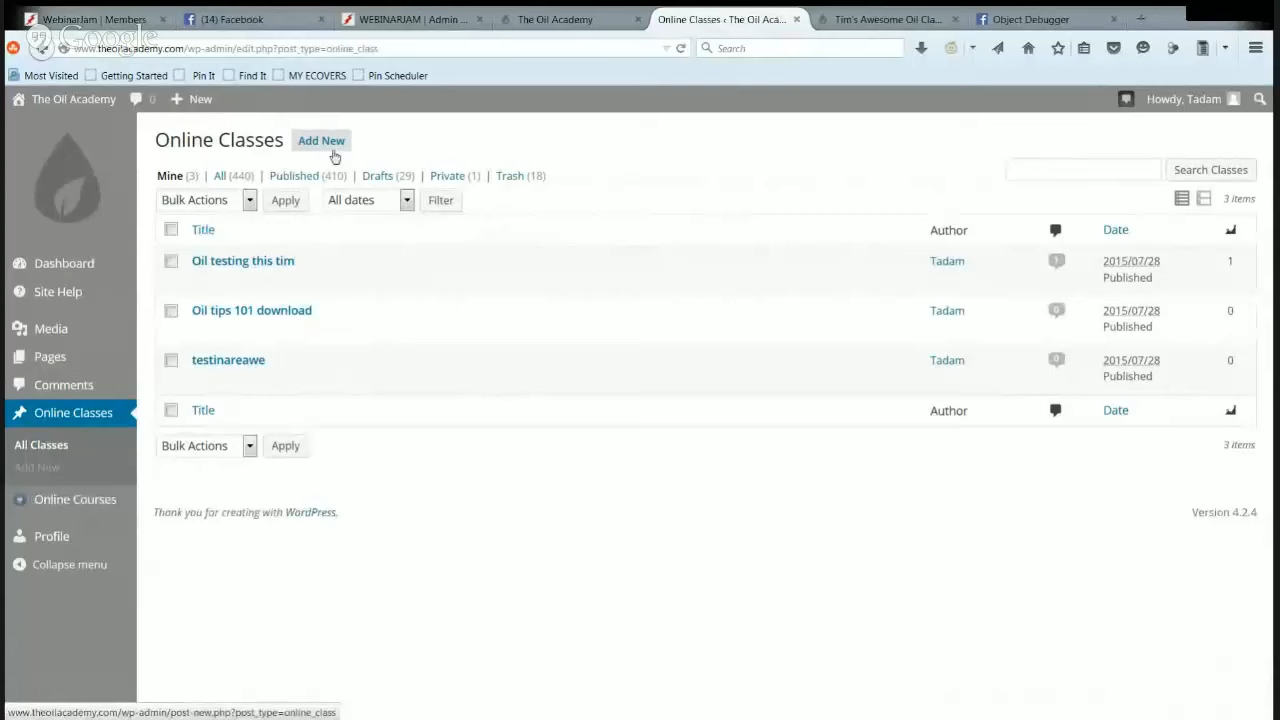 Webinarjam | Members
(14) Facebook
WEBINARJAM | Admin ...
The Oil Academy
Online Classes ‹ The Oil Aca...
Tim's Awesome Oil Cla...
Object Debugger
Google
www.theoilacademy.com/wp-admin/edit.php?post_type=online_class
Search
Most Visited
Getting Started
Pin It
Find It
MY ECOVERS
Pin Scheduler
The Oil Academy
0
New
Howdy, Tadam
Online Classes
Add New
Mine (3) | All (440) | Published (410) | Drafts (29) | Private (1) | Trash (18)
Search Classes
Bulk Actions
Apply
All dates
Filter
3 items
Title
Author
Date
Oil testing this tim
Tadam
1
2015/07/28
Published
1
Oil tips 101 download
Tadam
0
2015/07/28
Published
0
testinareawe
Tadam
0
2015/07/28
Published
0
Title
Author
Date
Bulk Actions
Apply
3 items
Dashboard
Site Help
Media
Pages
Comments
Online Classes
All Classes
Add New
Online Courses
Profile
Collapse menu
Thank you for creating with WordPress.
Version 4.2.4
www.theoilacademy.com/wp-admin/post-new.php?post_type=online_class